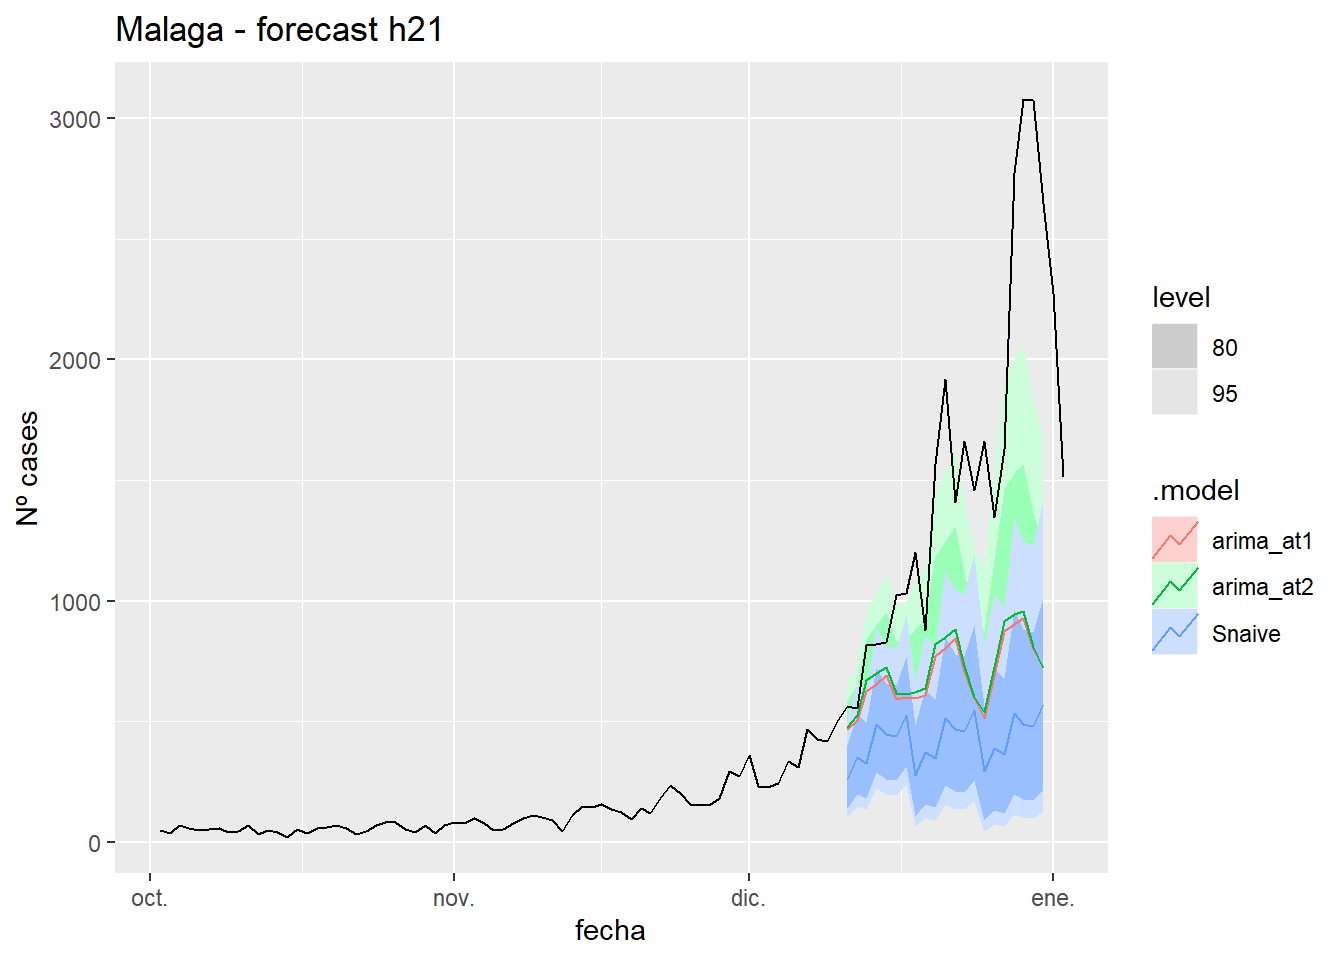 Malaga - forecast h21
3000
2000
1000
0
Nº cases
oct.
nov.
dic.
ene.
fecha
level
80
95
.model
arima_at1
arima_at2
Snaive